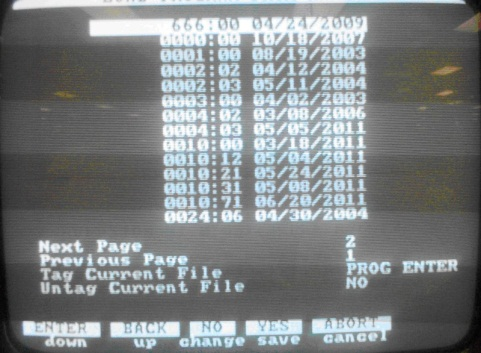 666:00 04/24/2009
0000:00 10/18/2007
0001:00 08/19/2003
0002:02 04/12/2004
0002:03 05/11/2004
0003:00 04/02/2003
0004:02 03/08/2006
0004:03 05/05/2011
0010:00 03/18/2011
0010:12 05/04/2011
0010:21 05/24/2011
0010:31 05/08/2011
0010:71 06/20/2011
0024:06 04/30/2004
Next Page 2
Previous Page 1
Tag Current File PROG ENTER
Untag Current File NO
ENTER BACK NO YES ABORT
down up change save cancel